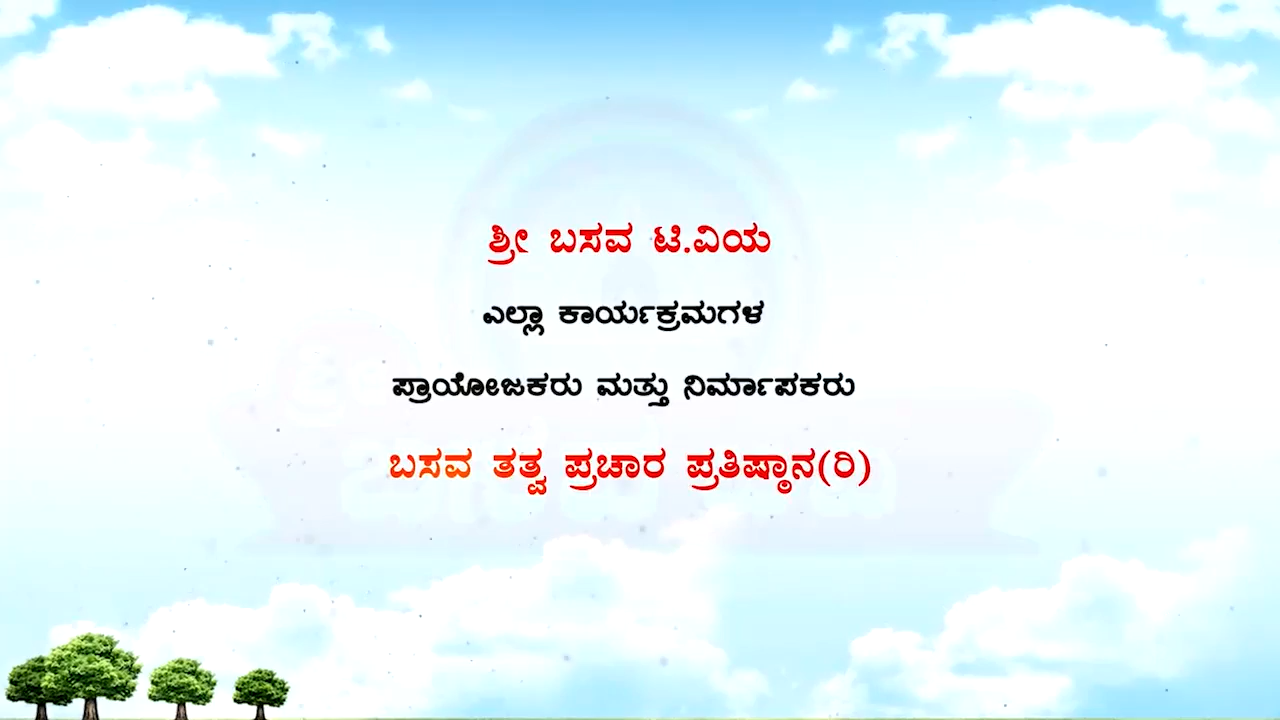 ಶ್ರೀ ಬಸವ ಟಿ.ವಿಯ
ಎಲ್ಲಾ ಕಾರ್ಯಕ್ರಮಗಳ
ಪ್ರಾಯೋಜಕರು ಮತ್ತು ನಿರ್ಮಾಪಕರು
ಬಸವ ತತ್ವ ಪ್ರಚಾರ ಪ್ರತಿಷ್ಠಾನ(ರಿ)